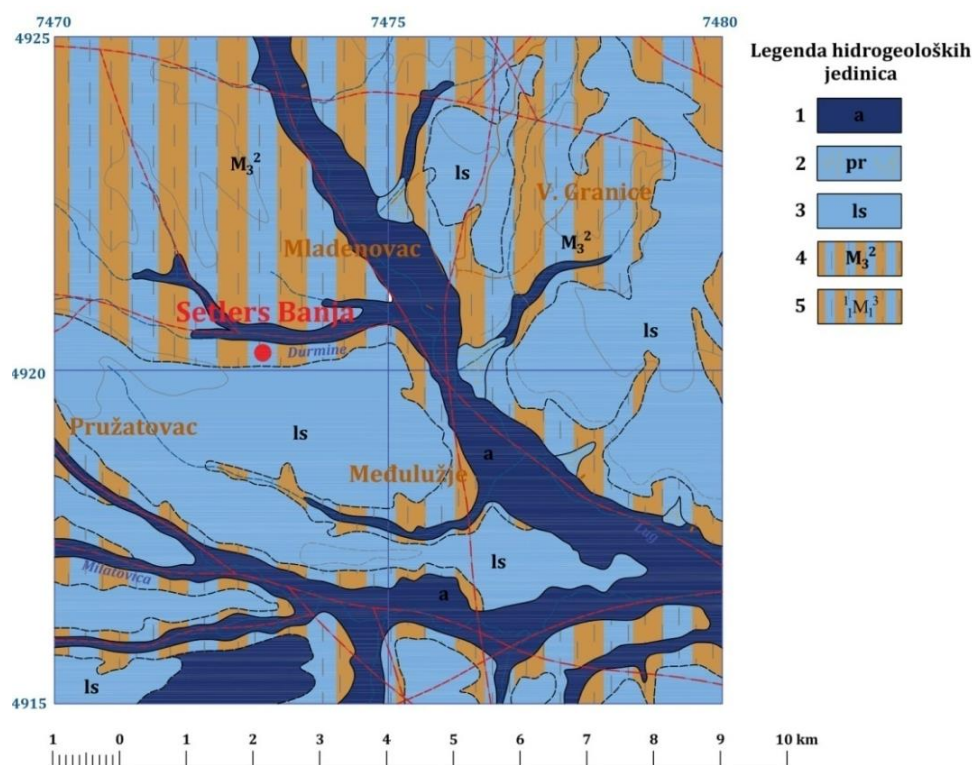 7470 7475 7480
4925
Legenda hidrogeoloških
jedinica
1 a
2 pr
3 ls
4 M₃²
5 ¹₁M₁³
M₃²
ls
V. Granice
M₃²
Mladenovac
Setlers Banja
Durmine
ls
4920
Pružatovac
ls
Međulužje
a
Lug
ls
Milatovica
a
ls
4915
1 0 1 2 3 4 5 6 7 8 9 10 km